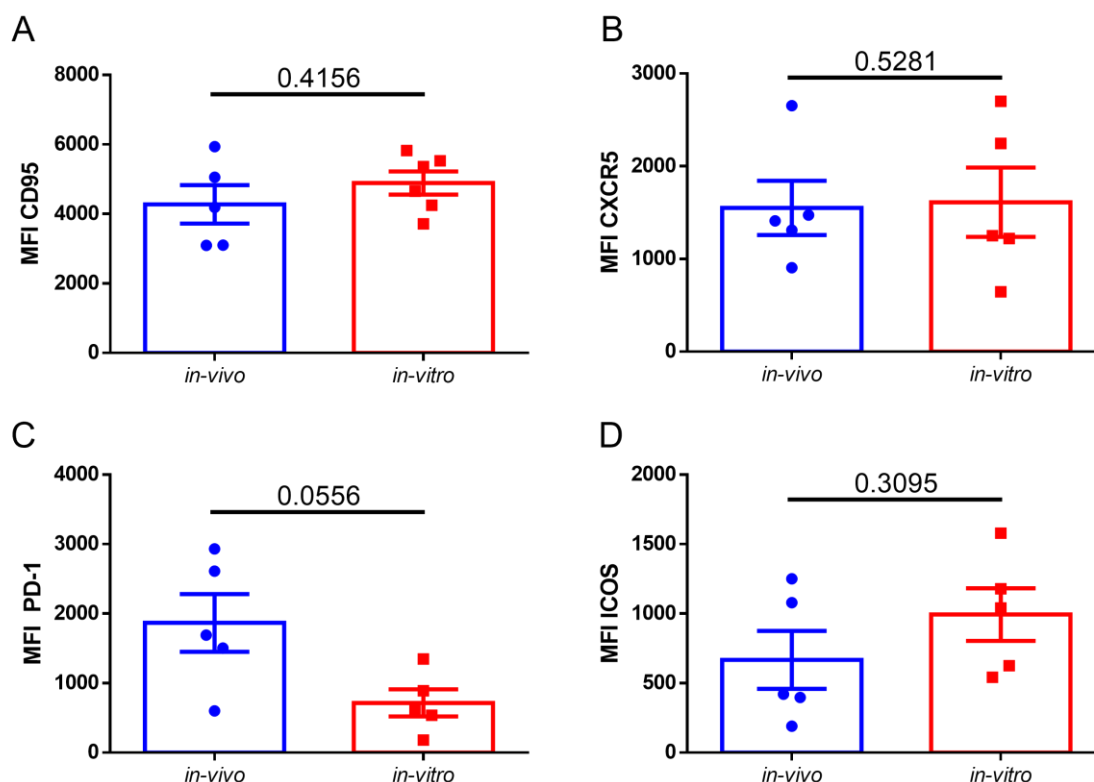 A
MFI CD95
8000
6000
4000
2000
0
0.4156
in-vivo
in-vitro
B
MFI CXCR5
3000
2000
1000
0
0.5281
in-vivo
in-vitro
C
MFI PD-1
4000
3000
2000
1000
0
0.0556
in-vivo
in-vitro
D
MFI ICOS
2000
1500
1000
500
0
0.3095
in-vivo
in-vitro